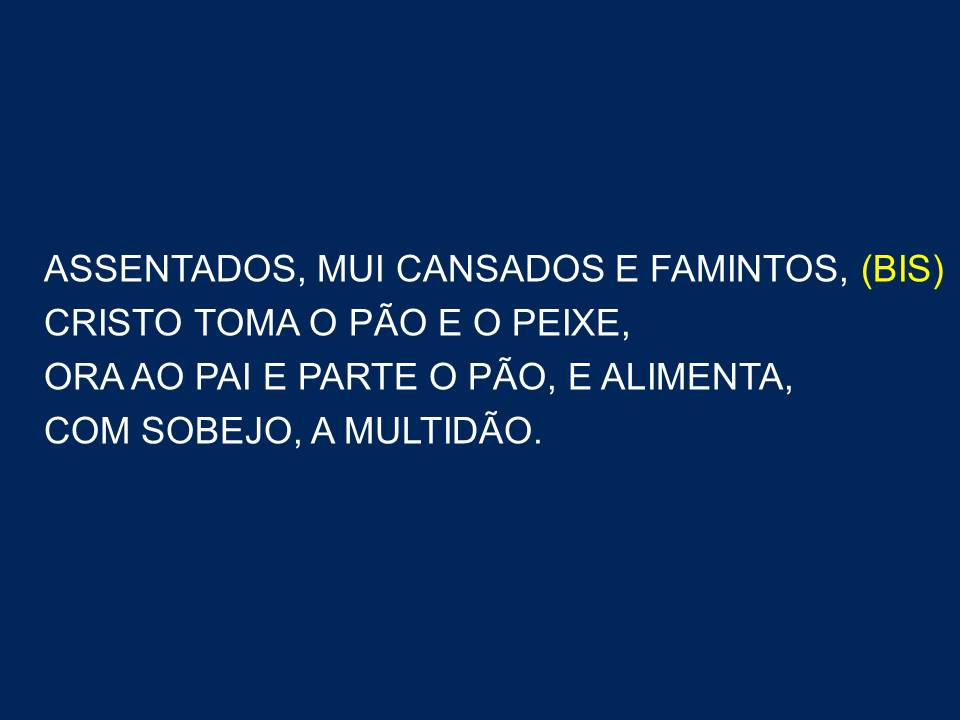 ASSENTADOS, MUI CANSADOS E FAMINTOS, (BIS)
CRISTO TOMA O PÃO E O PEIXE,
ORA AO PAI E PARTE O PÃO, E ALIMENTA,
COM SOBEJO, A MULTIDÃO.